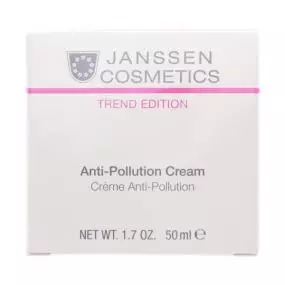 JANSSEN
COSMETICS
TREND EDITION
Anti-Pollution Cream
Crème Anti-Pollution
NET WT. 1.7 OZ. 50 ml ℮